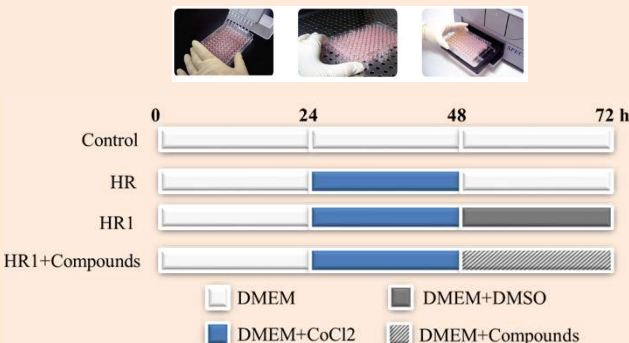 0 24 48 72 h
Control
HR
HR1
HR1+Compounds
DMEM DMEM+DMSO
DMEM+CoCl2 DMEM+Compounds